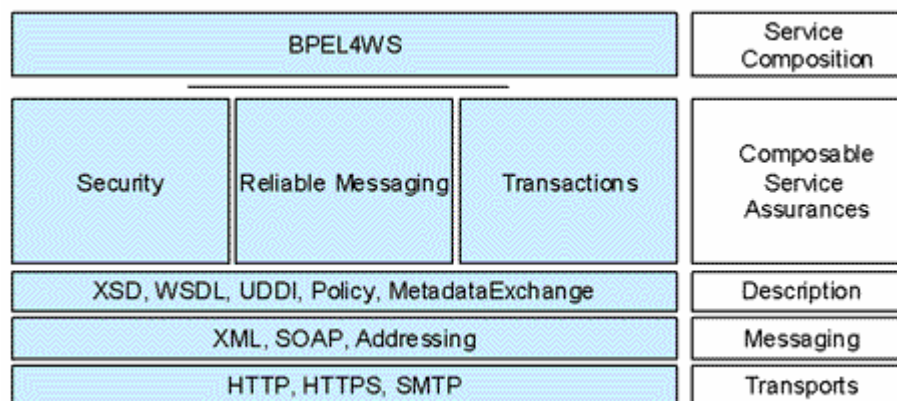 BPEL4WS
Service
Composition
Security
Reliable Messaging
Transactions
Composable
Service
Assurances
XSD, WSDL, UDDI, Policy, MetadataExchange
Description
XML, SOAP, Addressing
Messaging
HTTP, HTTPS, SMTP
Transports